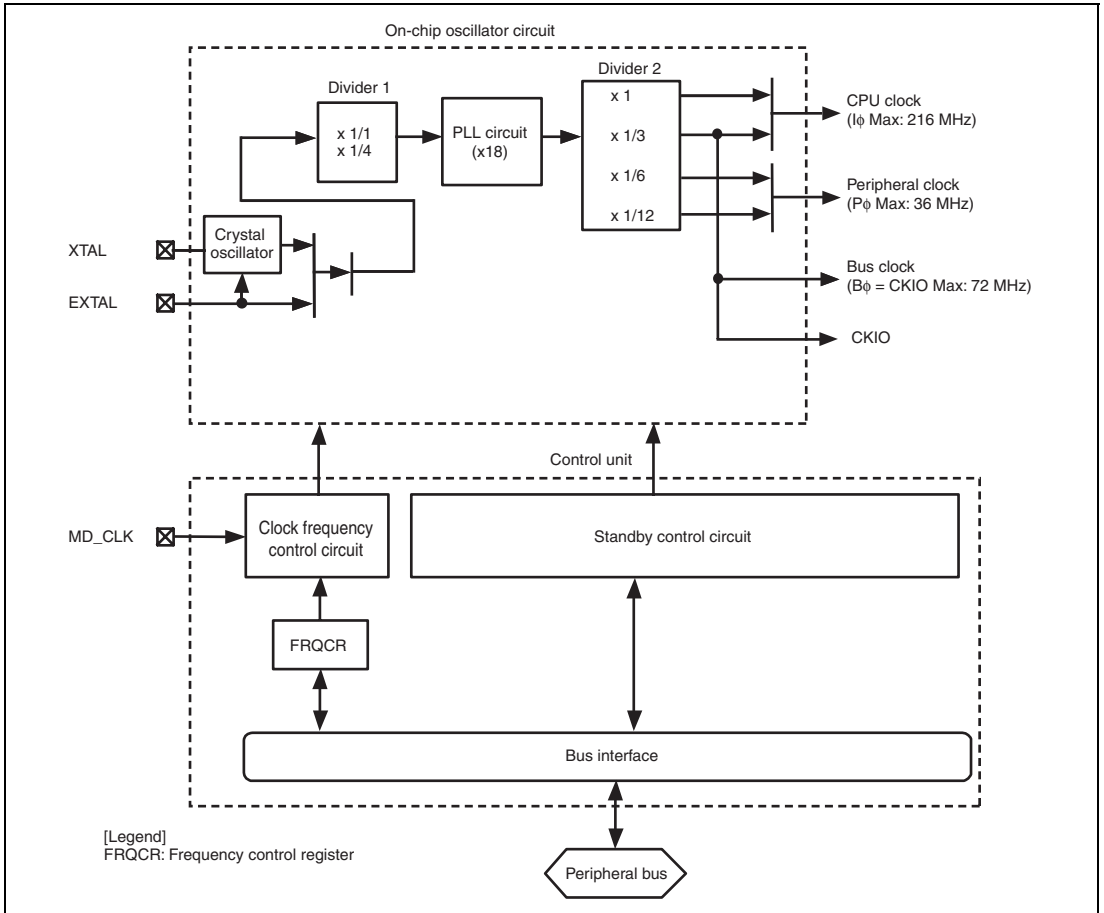 On-chip oscillator circuit
Divider 1
x 1/1
x 1/4
PLL circuit
(x18)
Divider 2
x 1
x 1/3
x 1/6
x 1/12
CPU clock
(Iϕ Max: 216 MHz)
Peripheral clock
(Pϕ Max: 36 MHz)
Bus clock
(Bϕ = CKIO Max: 72 MHz)
CKIO
XTAL
Crystal
oscillator
EXTAL
Control unit
MD_CLK
Clock frequency
control circuit
Standby control circuit
FRQCR
Bus interface
[Legend]
FRQCR: Frequency control register
Peripheral bus